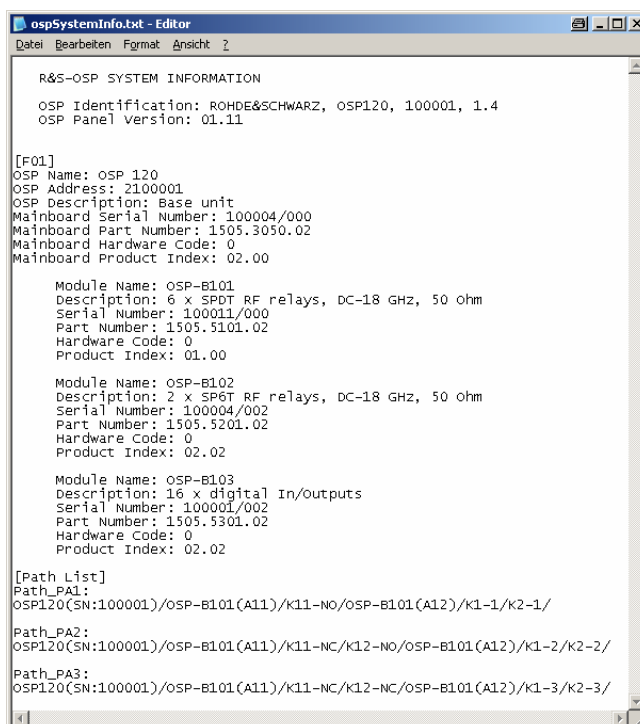 ospSystemInfo.txt - Editor
Datei Bearbeiten Format Ansicht ?
R&S-OSP SYSTEM INFORMATION
OSP Identification: ROHDE&SCHWARZ, OSP120, 100001, 1.4
OSP Panel Version: 01.11
[F01]
OSP Name: OSP 120
OSP Address: 2100001
OSP Description: Base unit
Mainboard Serial Number: 100004/000
Mainboard Part Number: 1505.3050.02
Mainboard Hardware Code: 0
Mainboard Product Index: 02.00
Module Name: OSP-B101
Description: 6 x SPDT RF relays, DC-18 GHz, 50 Ohm
Serial Number: 100011/000
Part Number: 1505.5101.02
Hardware Code: 0
Product Index: 01.00
Module Name: OSP-B102
Description: 2 x SP6T RF relays, DC-18 GHz, 50 Ohm
Serial Number: 100004/002
Part Number: 1505.5201.02
Hardware Code: 0
Product Index: 02.02
Module Name: OSP-B103
Description: 16 x digital In/Outputs
Serial Number: 100001/002
Part Number: 1505.5301.02
Hardware Code: 0
Product Index: 02.02
[Path List]
Path_PA1:
OSP120(SN:100001)/OSP-B101(A11)/K11-NO/OSP-B101(A12)/K1-1/K2-1/
Path_PA2:
OSP120(SN:100001)/OSP-B101(A11)/K11-NC/K12-NO/OSP-B101(A12)/K1-2/K2-2/
Path_PA3:
OSP120(SN:100001)/OSP-B101(A11)/K11-NC/K12-NC/OSP-B101(A12)/K1-3/K2-3/